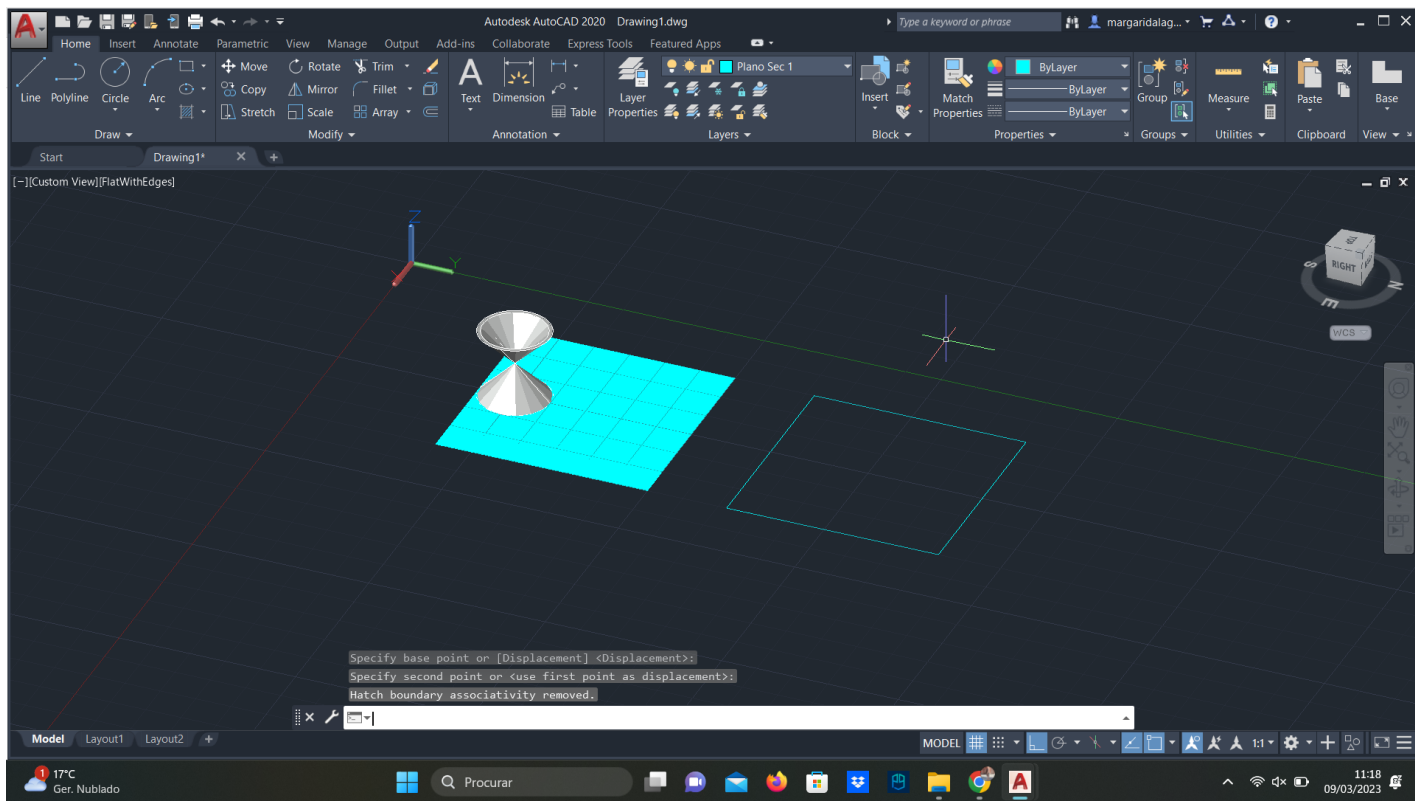 Autodesk AutoCAD 2020 Drawing1.dwg
Type a keyword or phrase
margaridalag...
Home Insert Annotate Parametric View Manage Output Add-ins Collaborate Express Tools Featured Apps
Line Polyline Circle Arc
Move Rotate Trim
Copy Mirror Fillet
Stretch Scale Array
Text Dimension Table
Layer Properties
Plano Sec 1
Insert
Match Properties
ByLayer
ByLayer
ByLayer
Group
Measure
Paste
Base
Draw Modify Annotation Layers Block Properties Groups Utilities Clipboard View
Start Drawing1*
[−][Custom View][FlatWithEdges]
Z
Y
X
TOP
RIGHT
S
N
E
WCS
Specify base point or [Displacement] <Displacement>:
Specify second point or <use first point as displacement>:
Hatch boundary associativity removed.
Model Layout1 Layout2 +
MODEL
1:1
1
17°C
Ger. Nublado
Procurar
11:18
09/03/2023